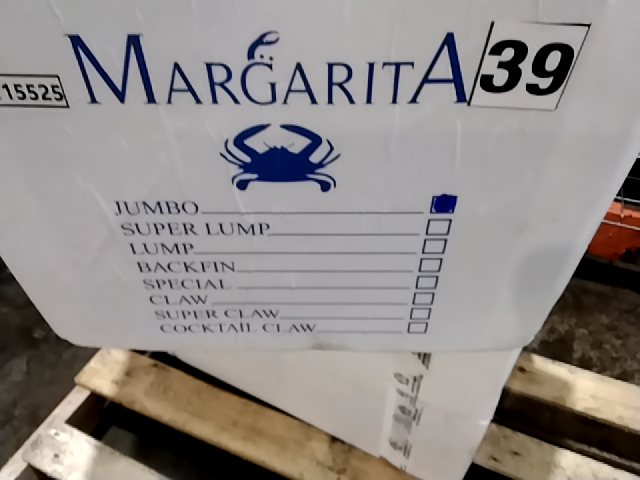 MARGARITA 39
15525
JUMBO
SUPER LUMP
LUMP
BACKFIN
SPECIAL
CLAW
SUPER CLAW
COCKTAIL CLAW